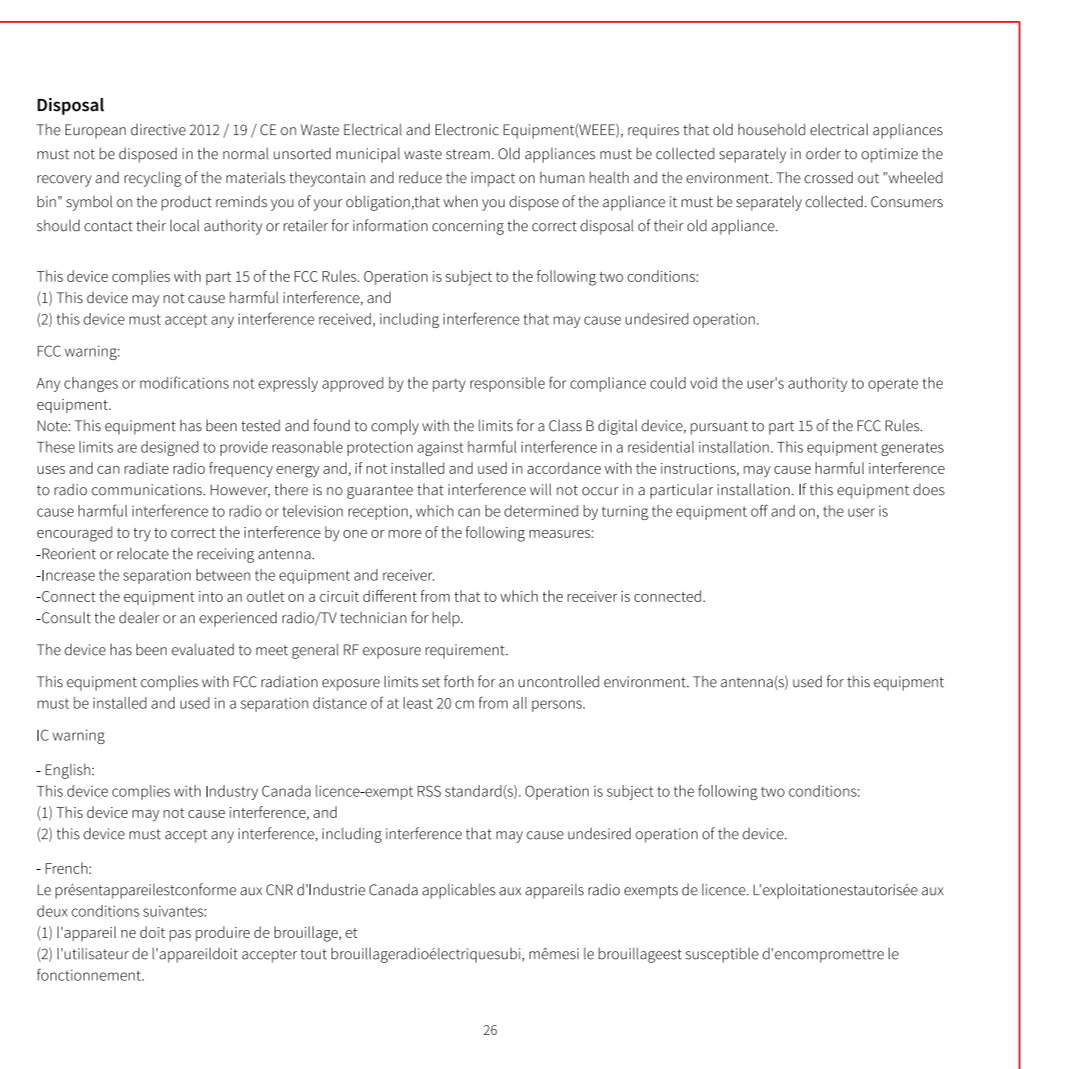 Disposal
The European directive 2012 / 19 / CE on Waste Electrical and Electronic Equipment(WEEE), requires that old household electrical appliances
must not be disposed in the normal unsorted municipal waste stream. Old appliances must be collected separately in order to optimize the
recovery and recycling of the materials theycontain and reduce the impact on human health and the environment. The crossed out "wheeled
bin" symbol on the product reminds you of your obligation,that when you dispose of the appliance it must be separately collected. Consumers
should contact their local authority or retailer for information concerning the correct disposal of their old appliance.
This device complies with part 15 of the FCC Rules. Operation is subject to the following two conditions:
(1) This device may not cause harmful interference, and
(2) this device must accept any interference received, including interference that may cause undesired operation.
FCC warning:
Any changes or modifications not expressly approved by the party responsible for compliance could void the user's authority to operate the
equipment.
Note: This equipment has been tested and found to comply with the limits for a Class B digital device, pursuant to part 15 of the FCC Rules.
These limits are designed to provide reasonable protection against harmful interference in a residential installation. This equipment generates
uses and can radiate radio frequency energy and, if not installed and used in accordance with the instructions, may cause harmful interference
to radio communications. However, there is no guarantee that interference will not occur in a particular installation. If this equipment does
cause harmful interference to radio or television reception, which can be determined by turning the equipment off and on, the user is
encouraged to try to correct the interference by one or more of the following measures:
-Reorient or relocate the receiving antenna.
-Increase the separation between the equipment and receiver.
-Connect the equipment into an outlet on a circuit different from that to which the receiver is connected.
-Consult the dealer or an experienced radio/TV technician for help.
The device has been evaluated to meet general RF exposure requirement.
This equipment complies with FCC radiation exposure limits set forth for an uncontrolled environment. The antenna(s) used for this equipment
must be installed and used in a separation distance of at least 20 cm from all persons.
IC warning
- English:
This device complies with Industry Canada licence-exempt RSS standard(s). Operation is subject to the following two conditions:
(1) This device may not cause interference, and
(2) this device must accept any interference, including interference that may cause undesired operation of the device.
- French:
Le présentappareilestconforme aux CNR d'Industrie Canada applicables aux appareils radio exempts de licence. L'exploitationestautorisée aux
deux conditions suivantes:
(1) l'appareil ne doit pas produire de brouillage, et
(2) l'utilisateur de l'appareildoit accepter tout brouillageradioélectriquesubi, mêmesi le brouillageest susceptible d'encompromettre le
fonctionnement.
26